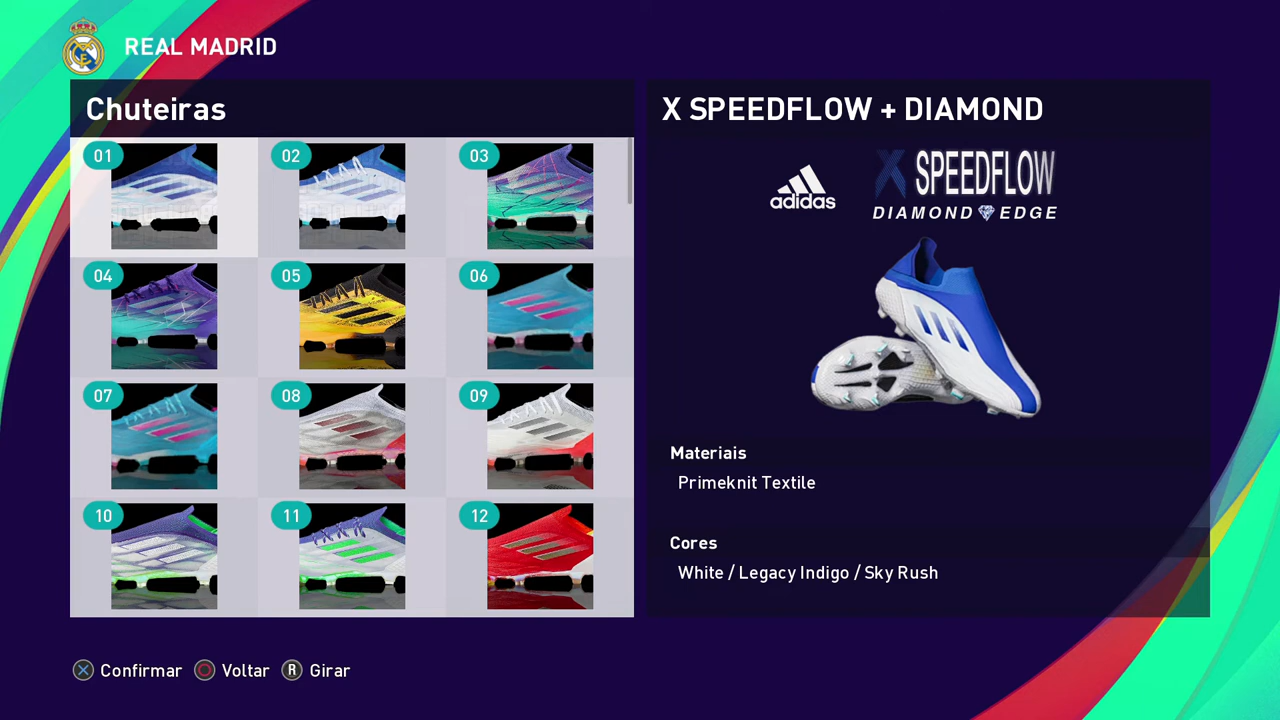 REAL MADRID
Chuteiras
01
02
03
04
05
06
07
08
09
10
11
12
X SPEEDFLOW + DIAMOND
adidas
X SPEEDFLOW
DIAMOND EDGE
Materiais
Primeknit Textile
Cores
White / Legacy Indigo / Sky Rush
Confirmar
Voltar
R Girar